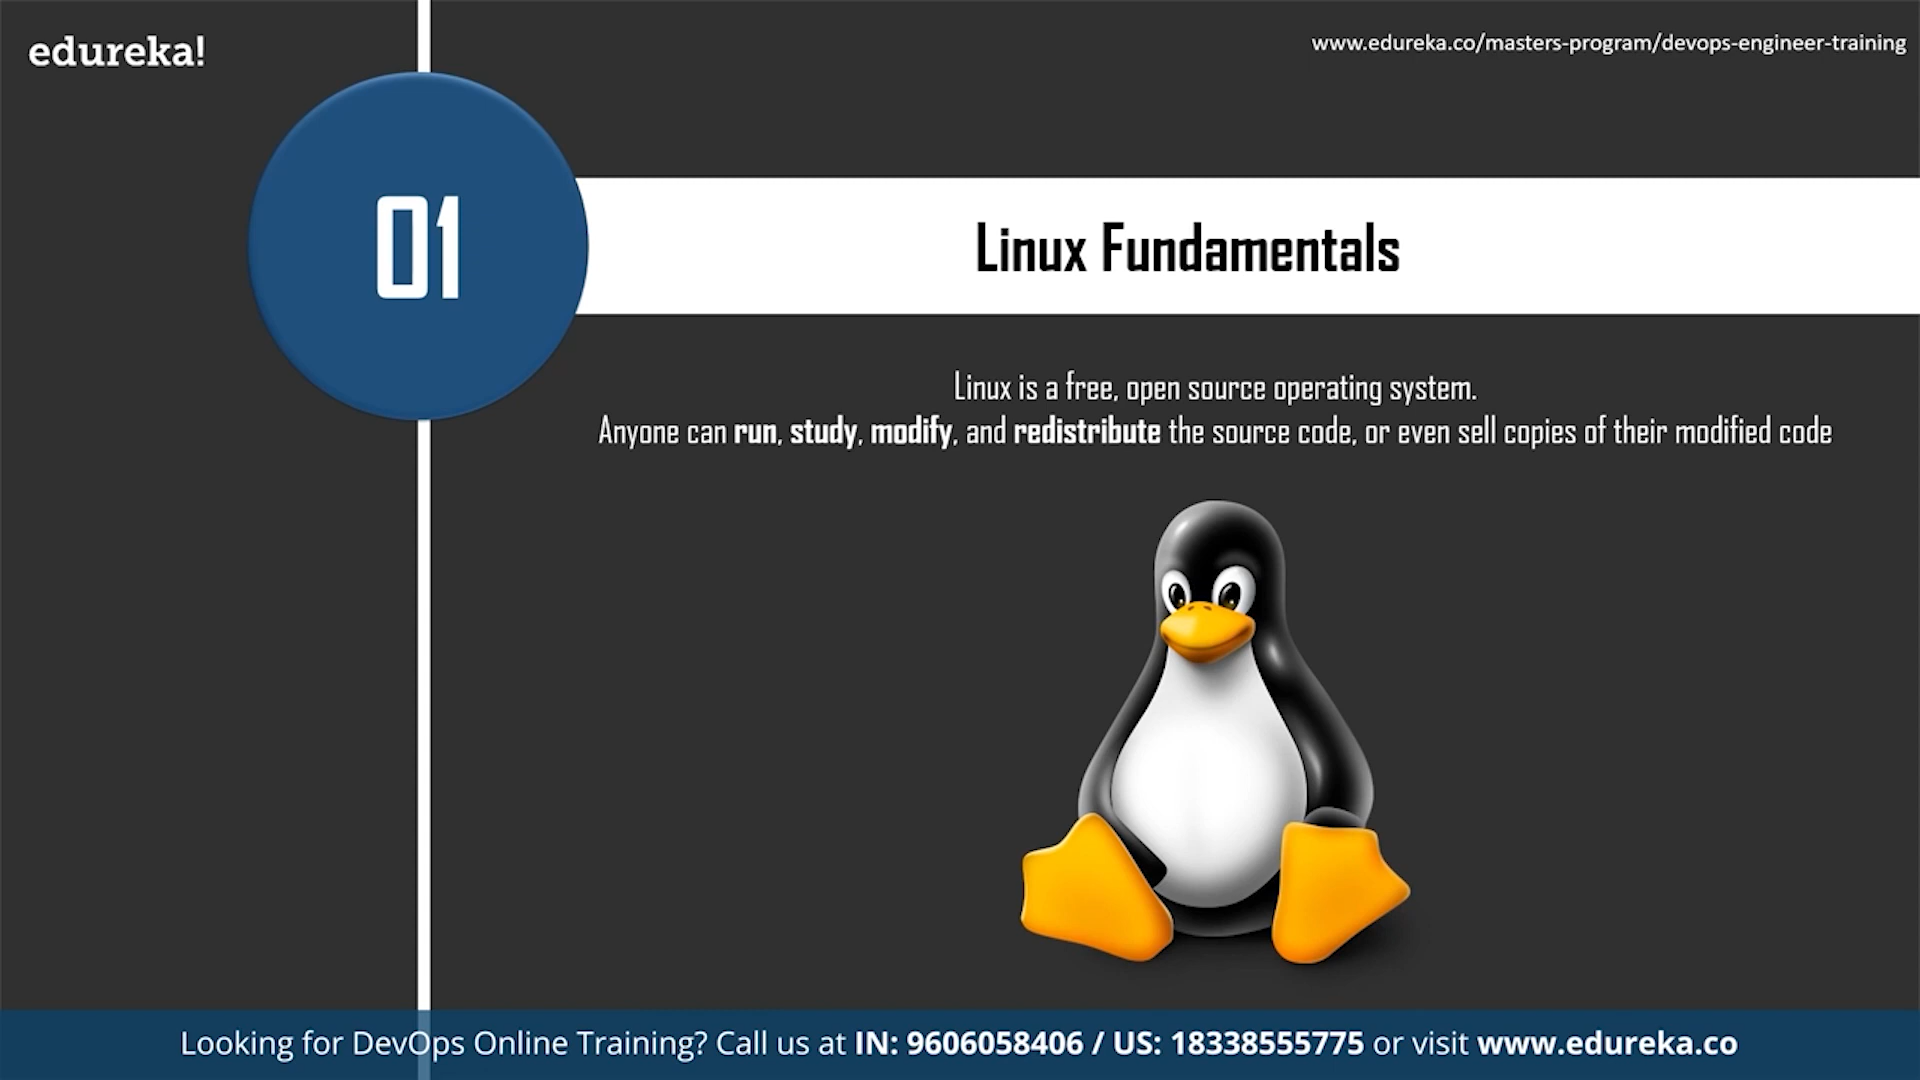 edureka!
www.edureka.co/masters-program/devops-engineer-training
01
Linux Fundamentals
Linux is a free, open source operating system.
Anyone can run, study, modify, and redistribute the source code, or even sell copies of their modified code
Looking for DevOps Online Training? Call us at IN: 9606058406 / US: 18338555775 or visit www.edureka.co